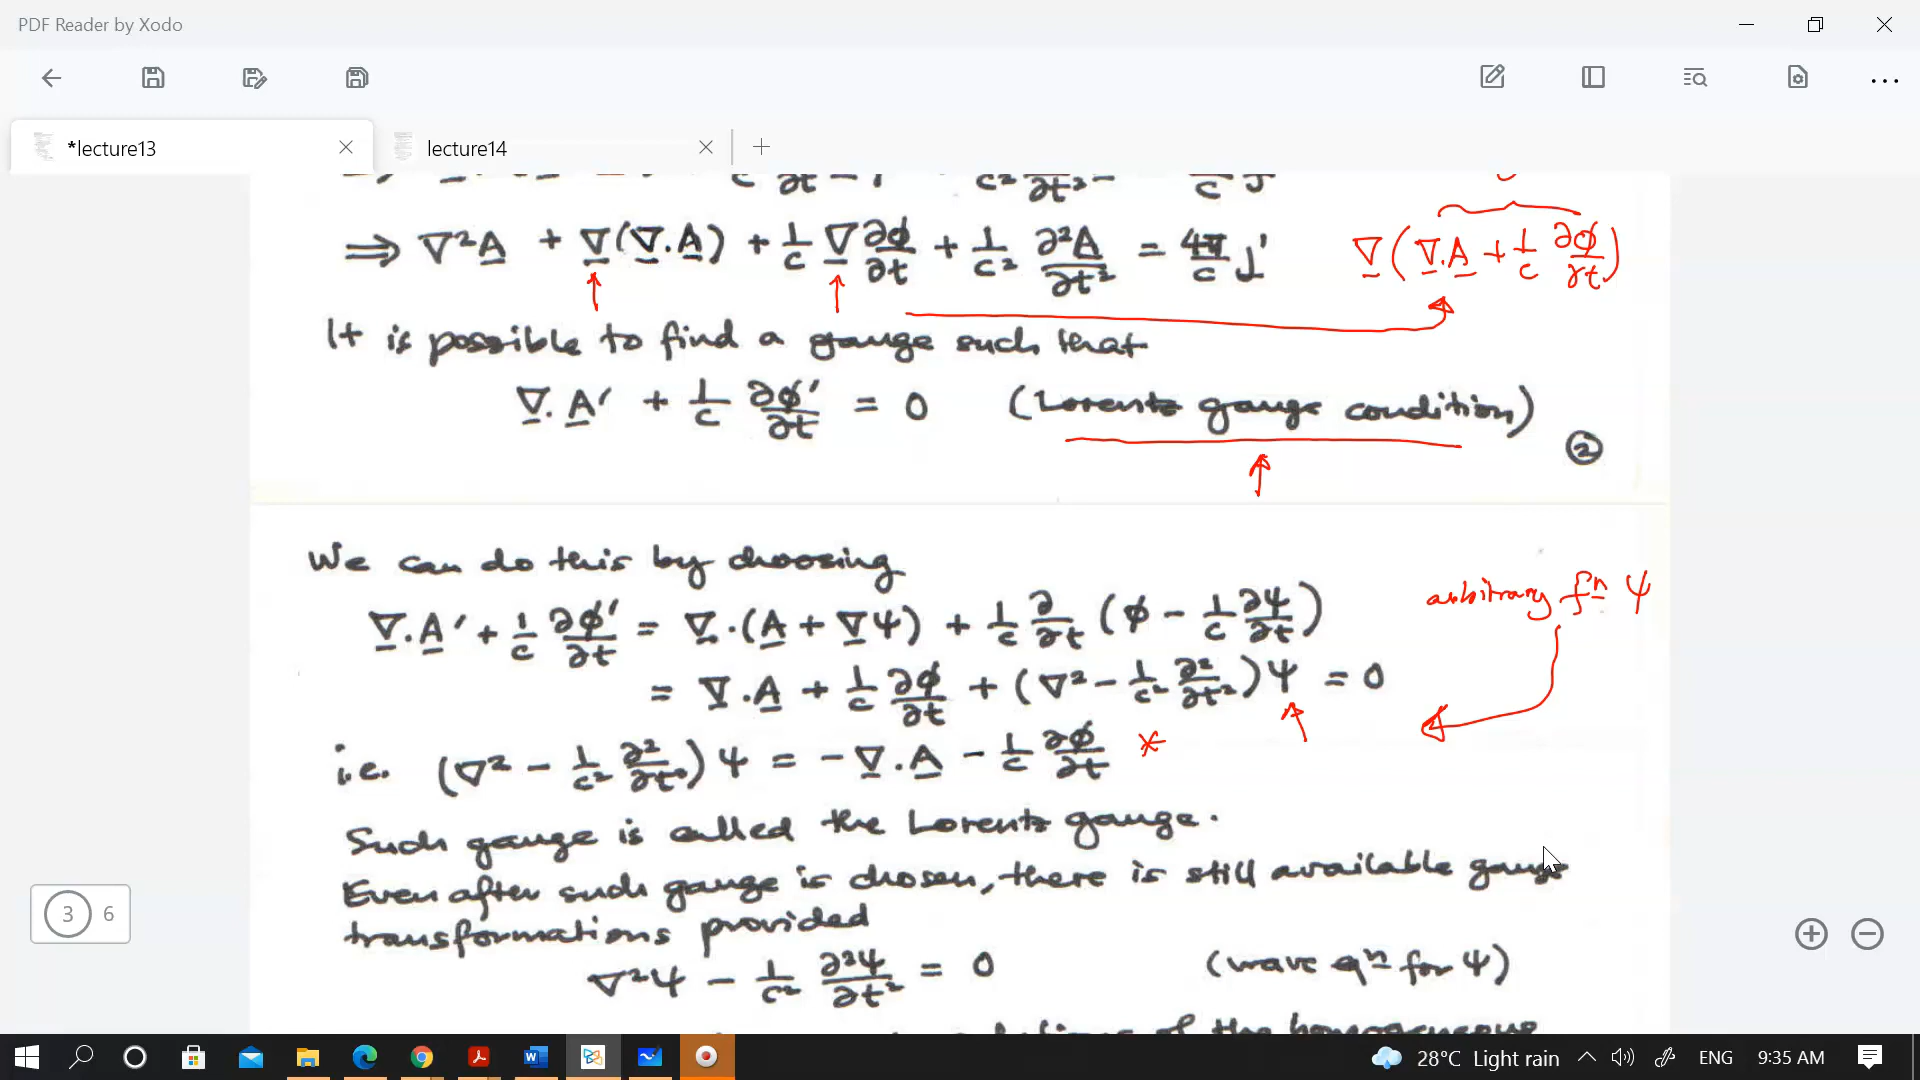 PDF Reader by Xodo
*lecture13
lecture14
⇒ ∇²A + ∇(∇.A) + 1/c ∇ ∂φ/∂t + 1/c² ∂²A/∂t² = 4π/c j'
∇(∇.A + 1/c ∂φ/∂t)
It is possible to find a gauge such that
∇.A' + 1/c ∂φ'/∂t = 0 (Lorentz gauge condition)
②
We can do this by choosing
arbitrary fn ψ
∇.A' + 1/c ∂φ'/∂t = ∇.(A + ∇ψ) + 1/c ∂/∂t (φ - 1/c ∂ψ/∂t)
= ∇.A + 1/c ∂φ/∂t + (∇² - 1/c² ∂²/∂t²)ψ = 0
i.e. (∇² - 1/c² ∂²/∂t²)ψ = -∇.A - 1/c ∂φ/∂t *
Such gauge is called the Lorentz gauge.
Even after such gauge is chosen, there is still available gauge
transformations provided
∇²ψ - 1/c² ∂²ψ/∂t² = 0 (wave eqn for ψ)
of the homogeneous
3 6
28°C Light rain ENG 9:35 AM